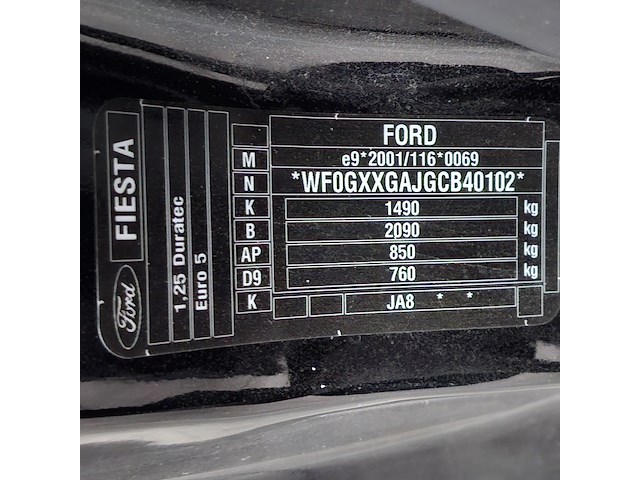 FORD
M e9*2001/116*0069
N *WF0GXXGAJGCB40102*
K 1490 kg
B 2090 kg
AP 850 kg
D9 760 kg
K JA8 * *
FIESTA
Ford
1,25 Duratec
Euro 5